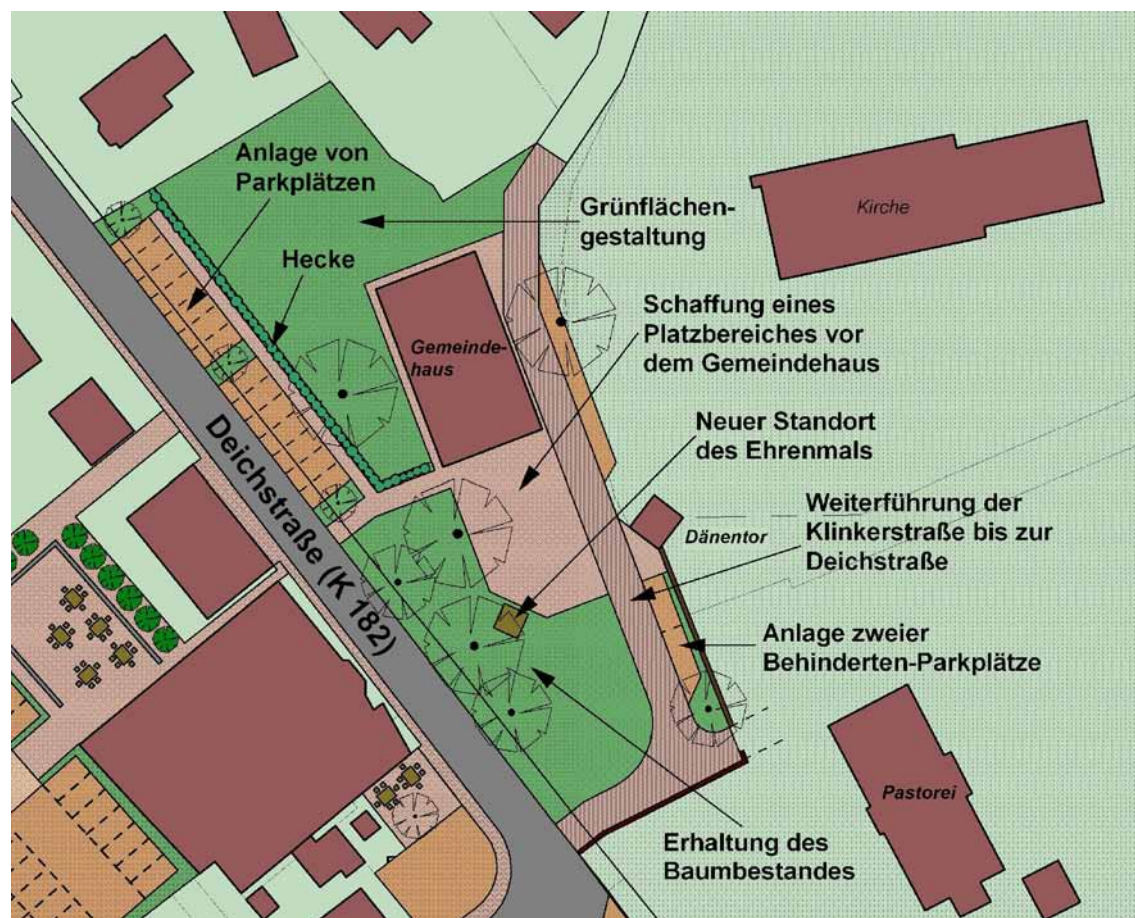 Anlage von
Parkplätzen
Grünflächen-
gestaltung
Kirche
Hecke
Schaffung eines
Platzbereiches vor
dem Gemeindehaus
Gemeinde-
haus
Neuer Standort
des Ehrenmals
Deichstraße (K 182)
Weiterführung der
Klinkerstraße bis zur
Deichstraße
Dänentor
Anlage zweier
Behinderten-Parkplätze
Pastorei
Erhaltung des
Baumbestandes